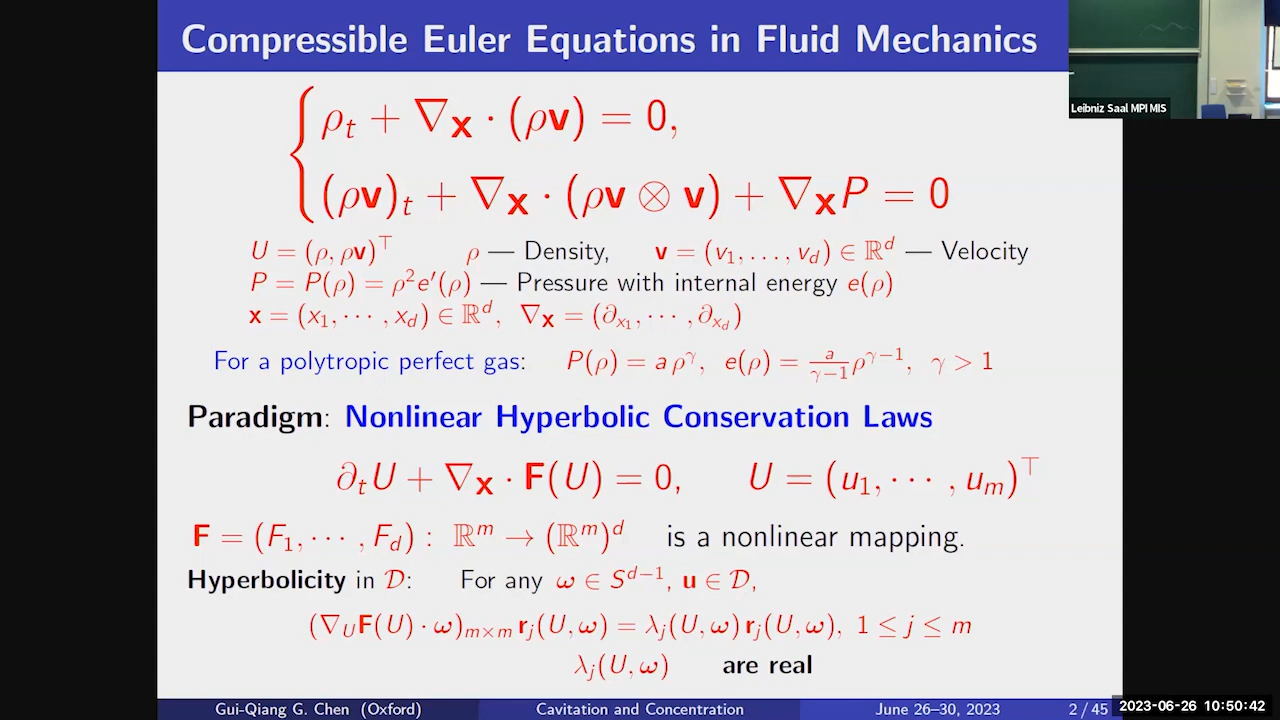 Compressible Euler Equations in Fluid Mechanics
Leibniz Saal MPI MIS
ρ_t + ∇_x · (ρv) = 0,
(ρv)_t + ∇_x · (ρv ⊗ v) + ∇_x P = 0
U = (ρ, ρv)^⊤ ρ — Density, v = (v_1, . . . , v_d) ∈ ℝ^d — Velocity
P = P(ρ) = ρ^2 e′(ρ) — Pressure with internal energy e(ρ)
x = (x_1, · · · , x_d) ∈ ℝ^d, ∇_x = (∂_{x_1}, · · · , ∂_{x_d})
For a polytropic perfect gas: P(ρ) = a ρ^γ, e(ρ) = \frac{a}{γ−1} ρ^{γ−1}, γ > 1
Paradigm: Nonlinear Hyperbolic Conservation Laws
∂_t U + ∇_x · F(U) = 0, U = (u_1, · · · , u_m)^⊤
F = (F_1, · · · , F_d) : ℝ^m → (ℝ^m)^d is a nonlinear mapping.
Hyperbolicity in 𝒟: For any ω ∈ S^{d−1}, u ∈ 𝒟,
(∇_U F(U) · ω)_{m×m} r_j(U, ω) = λ_j(U, ω) r_j(U, ω), 1 ≤ j ≤ m
λ_j(U, ω) are real
Gui-Qiang G. Chen (Oxford) Cavitation and Concentration June 26–30, 2023 2 / 45
2023-06-26 10:50:42